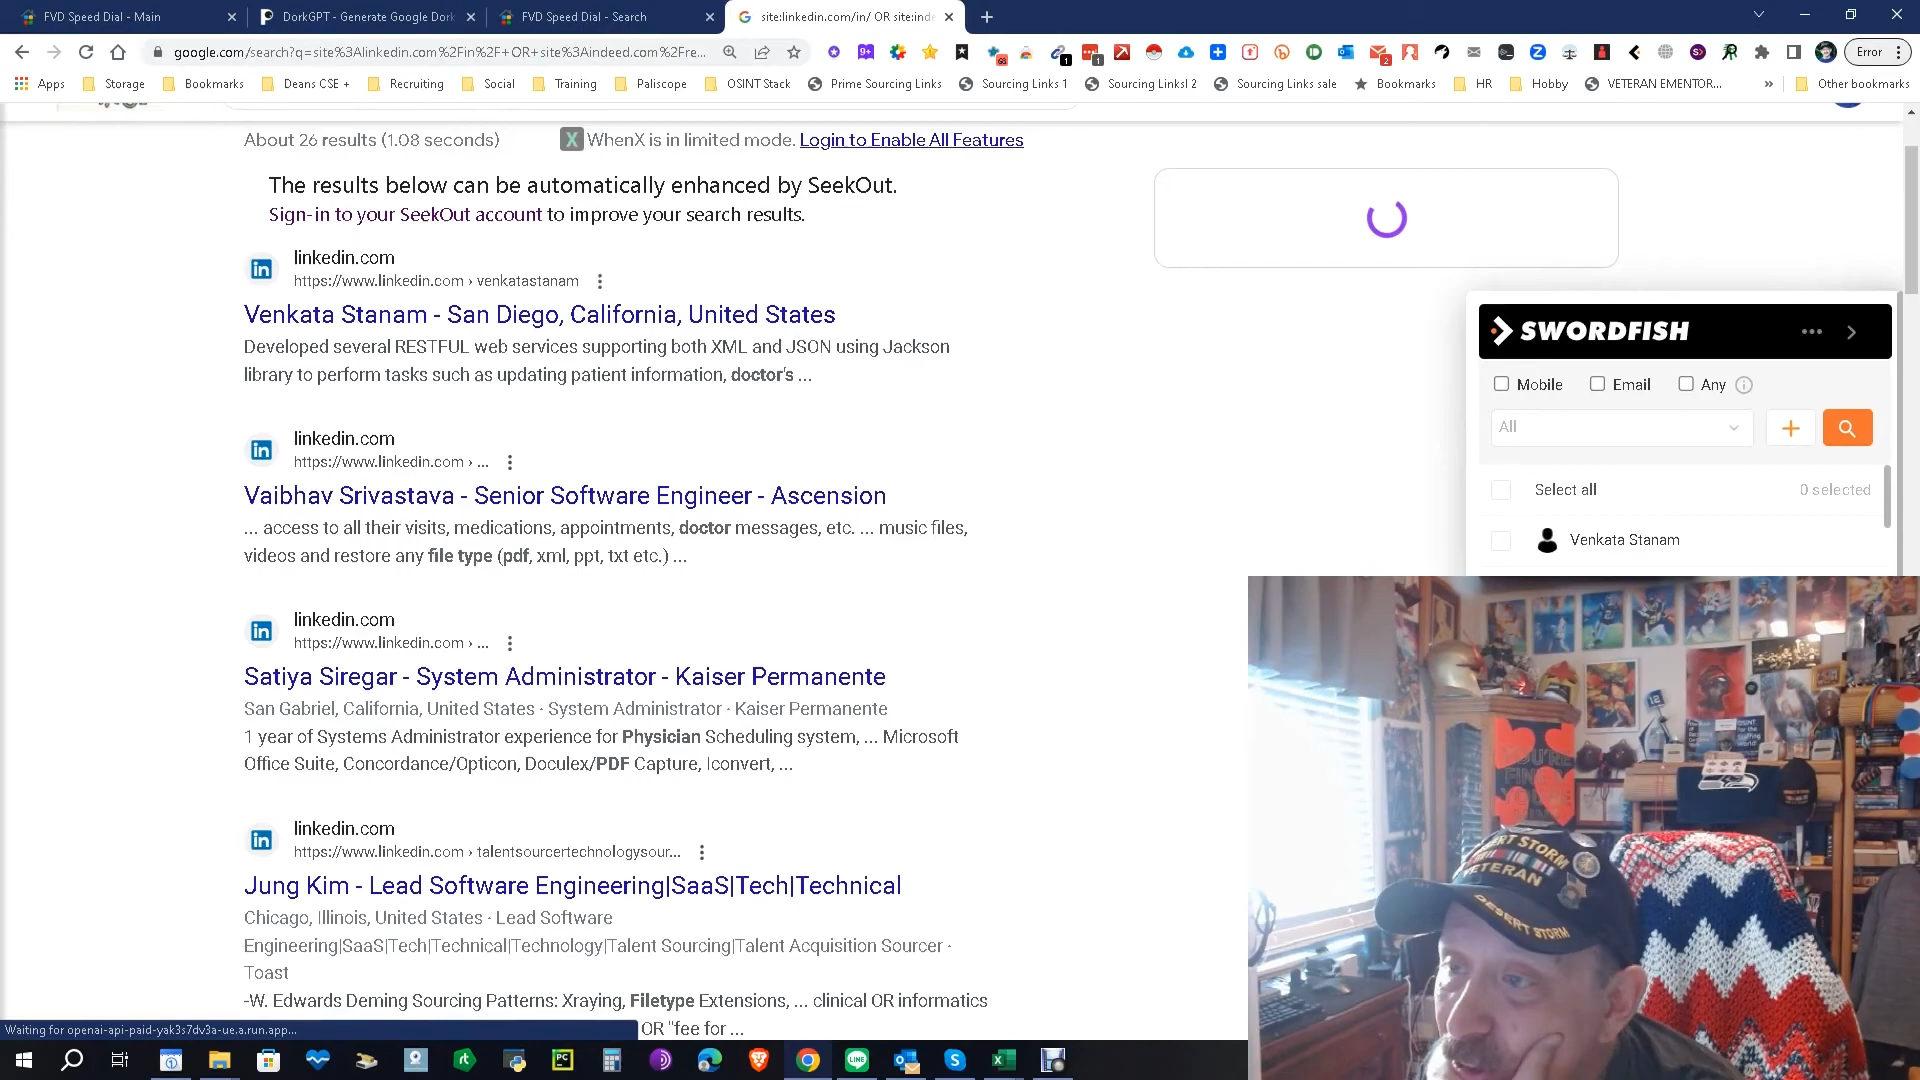 FVD Speed Dial - Main
DorkGPT - Generate Google Dork
FVD Speed Dial - Search
site:linkedin.com/in/ OR site:inde
google.com/search?q=site%3Alinkedin.com%2Fin%2F+OR+site%3Aindeed.com%2Fre...
Error
Apps
Storage
Bookmarks
Deans CSE +
Recruiting
Social
Training
Paliscope
OSINT Stack
Prime Sourcing Links
Sourcing Links 1
Sourcing Linksl 2
Sourcing Links sale
Bookmarks
HR
Hobby
VETERAN EMENTOR...
»
Other bookmarks
About 26 results (1.08 seconds)
X WhenX is in limited mode. Login to Enable All Features
The results below can be automatically enhanced by SeekOut.
Sign-in to your SeekOut account to improve your search results.
linkedin.com
https://www.linkedin.com › venkatastanam
Venkata Stanam - San Diego, California, United States
Developed several RESTFUL web services supporting both XML and JSON using Jackson
library to perform tasks such as updating patient information, doctor's ...
linkedin.com
https://www.linkedin.com › ...
Vaibhav Srivastava - Senior Software Engineer - Ascension
... access to all their visits, medications, appointments, doctor messages, etc. ... music files,
videos and restore any file type (pdf, xml, ppt, txt etc.) ...
linkedin.com
https://www.linkedin.com › ...
Satiya Siregar - System Administrator - Kaiser Permanente
San Gabriel, California, United States · System Administrator · Kaiser Permanente
1 year of Systems Administrator experience for Physician Scheduling system, ... Microsoft
Office Suite, Concordance/Opticon, Doculex/PDF Capture, Iconvert, ...
linkedin.com
https://www.linkedin.com › talentsourcertechnologysour...
Jung Kim - Lead Software Engineering|SaaS|Tech|Technical
Chicago, Illinois, United States · Lead Software
Engineering|SaaS|Tech|Technical|Technology|Talent Sourcing|Talent Acquisition Sourcer ·
Toast
-W. Edwards Deming Sourcing Patterns: Xraying, Filetype Extensions, ... clinical OR informatics
OR "fee for ...
Waiting for openai-api-paid-yak3s7dv3a-ue.a.run.app...
SWORDFISH
Mobile
Email
Any
All
Select all
0 selected
Venkata Stanam
YOU'RE
FINE
DESERT STORM
VETERAN
DESERT STORM